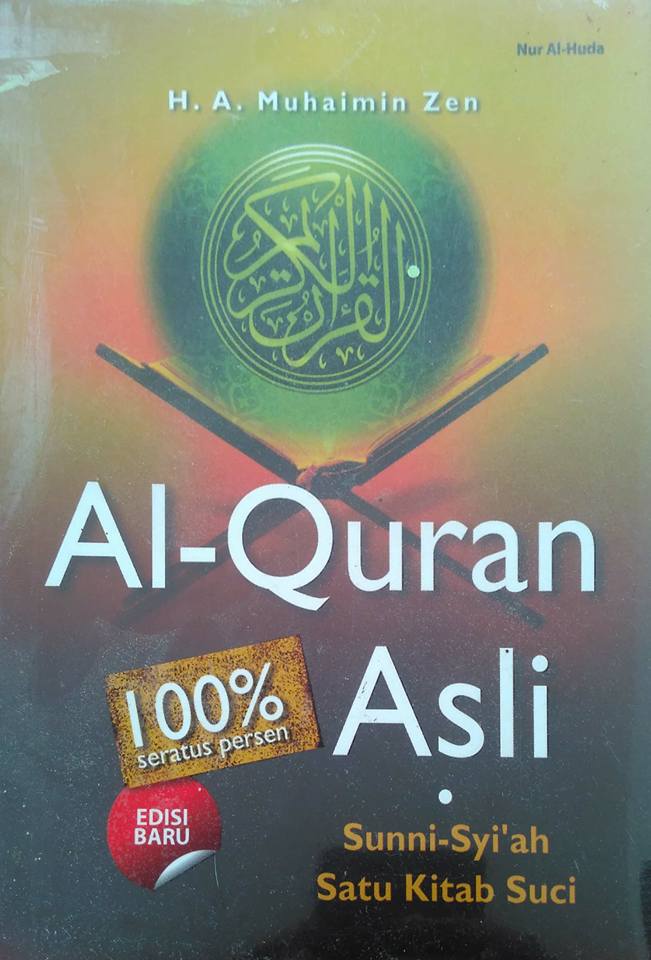 Nur Al-Huda
H. A. Muhaimin Zen
القرآن الكريم
Al-Quran
100%
seratus persen
Asli
EDISI
BARU
Sunni-Syi'ah
Satu Kitab Suci